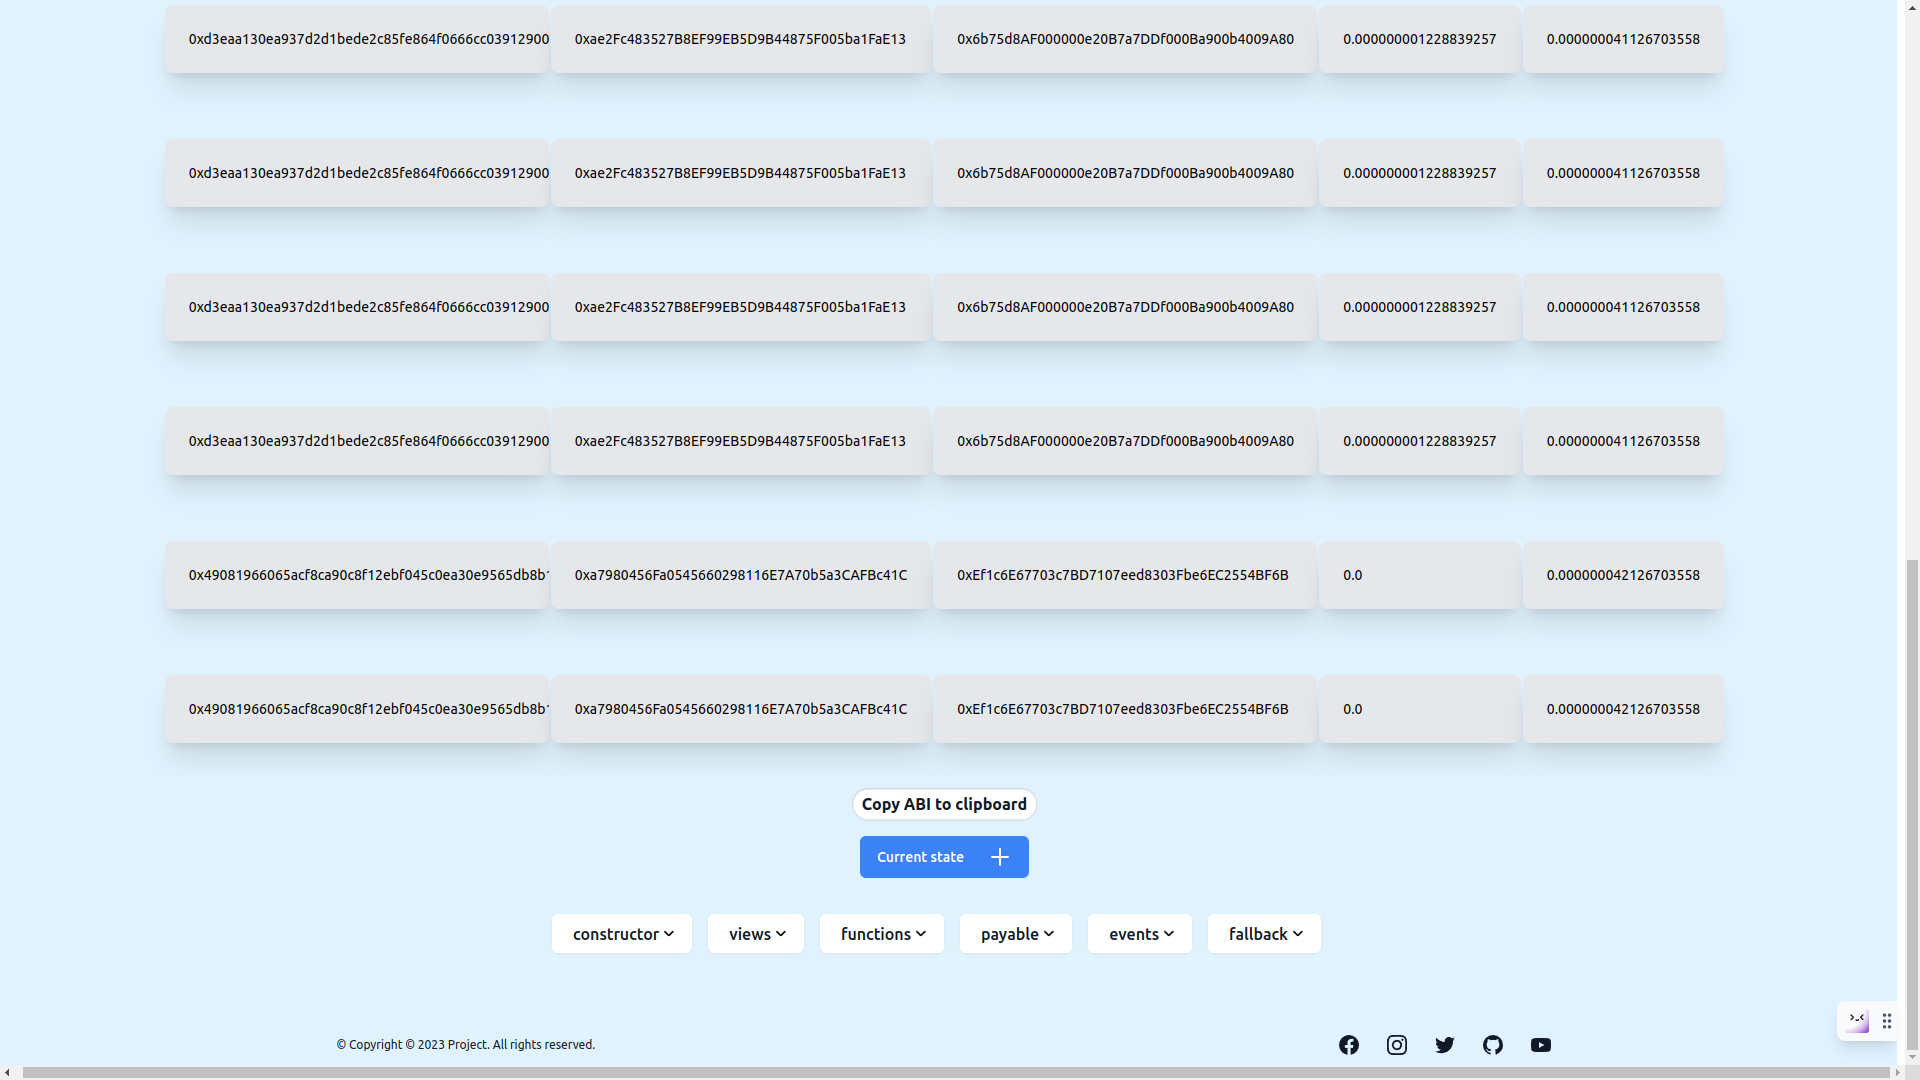 0xd3eaa130ea937d2d1bede2c85fe864f0666cc03912900 0xae2Fc483527B8EF99EB5D9B44875F005ba1FaE13 0x6b75d8AF000000e20B7a7DDf000Ba900b4009A80 0.000000001228839257 0.000000041126703558
0xd3eaa130ea937d2d1bede2c85fe864f0666cc03912900 0xae2Fc483527B8EF99EB5D9B44875F005ba1FaE13 0x6b75d8AF000000e20B7a7DDf000Ba900b4009A80 0.000000001228839257 0.000000041126703558
0xd3eaa130ea937d2d1bede2c85fe864f0666cc03912900 0xae2Fc483527B8EF99EB5D9B44875F005ba1FaE13 0x6b75d8AF000000e20B7a7DDf000Ba900b4009A80 0.000000001228839257 0.000000041126703558
0xd3eaa130ea937d2d1bede2c85fe864f0666cc03912900 0xae2Fc483527B8EF99EB5D9B44875F005ba1FaE13 0x6b75d8AF000000e20B7a7DDf000Ba900b4009A80 0.000000001228839257 0.000000041126703558
0x49081966065acf8ca90c8f12ebf045c0ea30e9565db8b1 0xa7980456Fa0545660298116E7A70b5a3CAFBc41C 0xEf1c6E67703c7BD7107eed8303Fbe6EC2554BF6B 0.0 0.000000042126703558
0x49081966065acf8ca90c8f12ebf045c0ea30e9565db8b1 0xa7980456Fa0545660298116E7A70b5a3CAFBc41C 0xEf1c6E67703c7BD7107eed8303Fbe6EC2554BF6B 0.0 0.000000042126703558
Copy ABI to clipboard
Current state
constructor views functions payable events fallback
© Copyright © 2023 Project. All rights reserved.